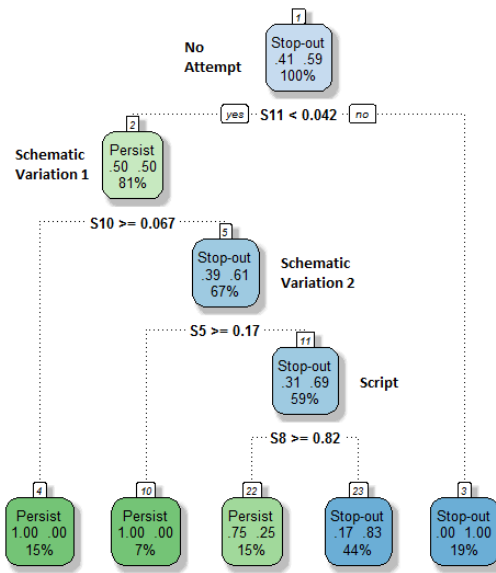 1
No
Attempt
Stop-out
.41 .59
100%
yes S11 < 0.042 no
2
Schematic
Variation 1
Persist
.50 .50
81%
S10 >= 0.067
5
Stop-out
.39 .61
67%
Schematic
Variation 2
S5 >= 0.17
11
Stop-out
.31 .69
59%
Script
S8 >= 0.82
4
Persist
1.00 .00
15%
10
Persist
1.00 .00
7%
22
Persist
.75 .25
15%
23
Stop-out
.17 .83
44%
3
Stop-out
.00 1.00
19%